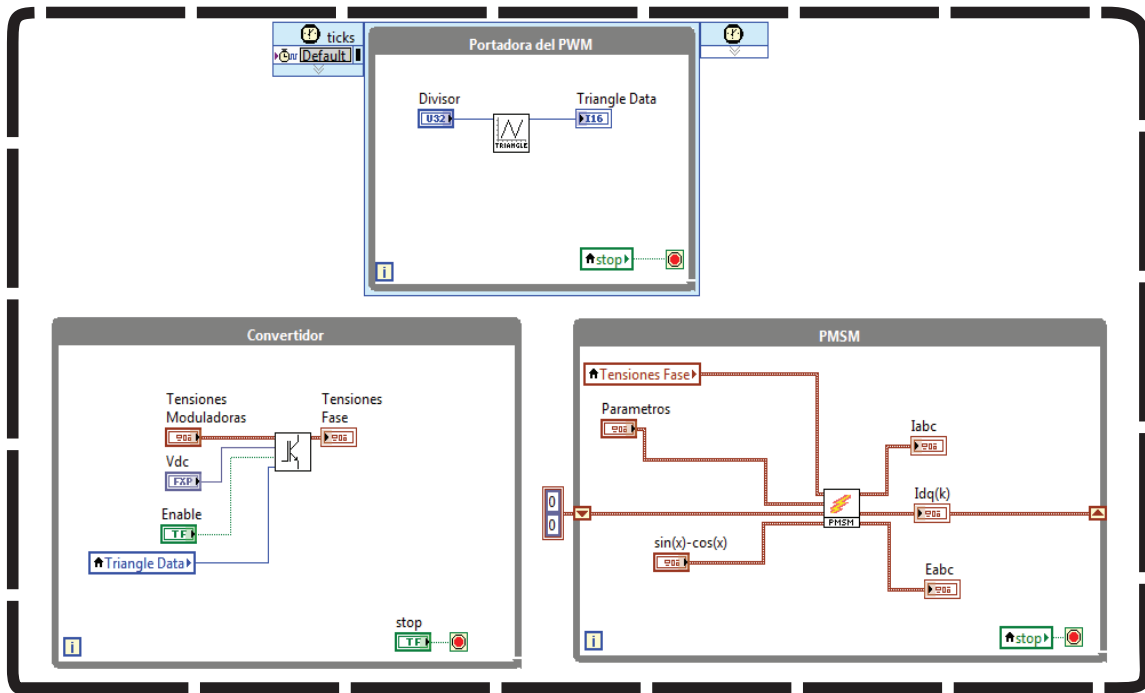 ticks
Default
Portadora del PWM
Divisor
U32
TRIANGLE
Triangle Data
I16
stop
i
Convertidor
Tensiones
Moduladoras
Tensiones
Fase
Vdc
FXP
Enable
TF
Triangle Data
stop
TF
i
PMSM
Tensiones Fase
Parametros
Iabc
0
0
PMSM
Idq(k)
sin(x)-cos(x)
Eabc
stop
i